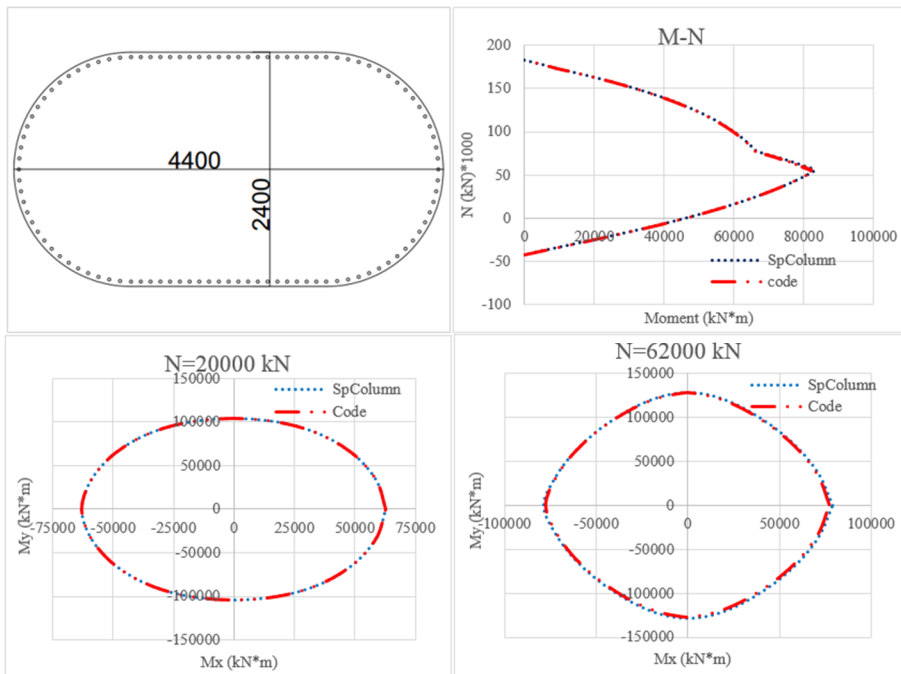 4400
2400
M-N
200
150
100
50
0
-50
-100
0
20000
40000
60000
80000
100000
N (kN)*1000
SpColumn
code
Moment (kN*m)
N=20000 kN
150000
100000
50000
0
-50000
-100000
-150000
-75000
-50000
-25000
0
25000
50000
75000
My (kN*m)
SpColumn
Code
Mx (kN*m)
N=62000 kN
150000
100000
50000
0
-50000
-100000
-150000
-100000
-50000
0
50000
100000
My (kN*m)
SpColumn
Code
Mx (kN*m)